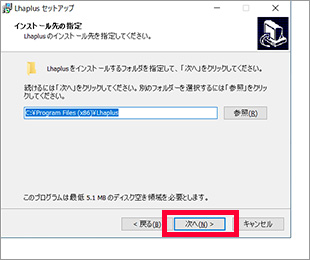 Lhaplus セットアップ
インストール先の指定
Lhaplus のインストール先を指定してください。
Lhaplus をインストールするフォルダを指定して、「次へ」をクリックしてください。
続けるには「次へ」をクリックしてください。別のフォルダーを選択するには「参照」をクリックしてください。
C:¥Program Files (x86)¥Lhaplus
参照(R)
このプログラムは最低 5.1 MBのディスク空き領域を必要とします。
< 戻る(B)
次へ(N) >
キャンセル